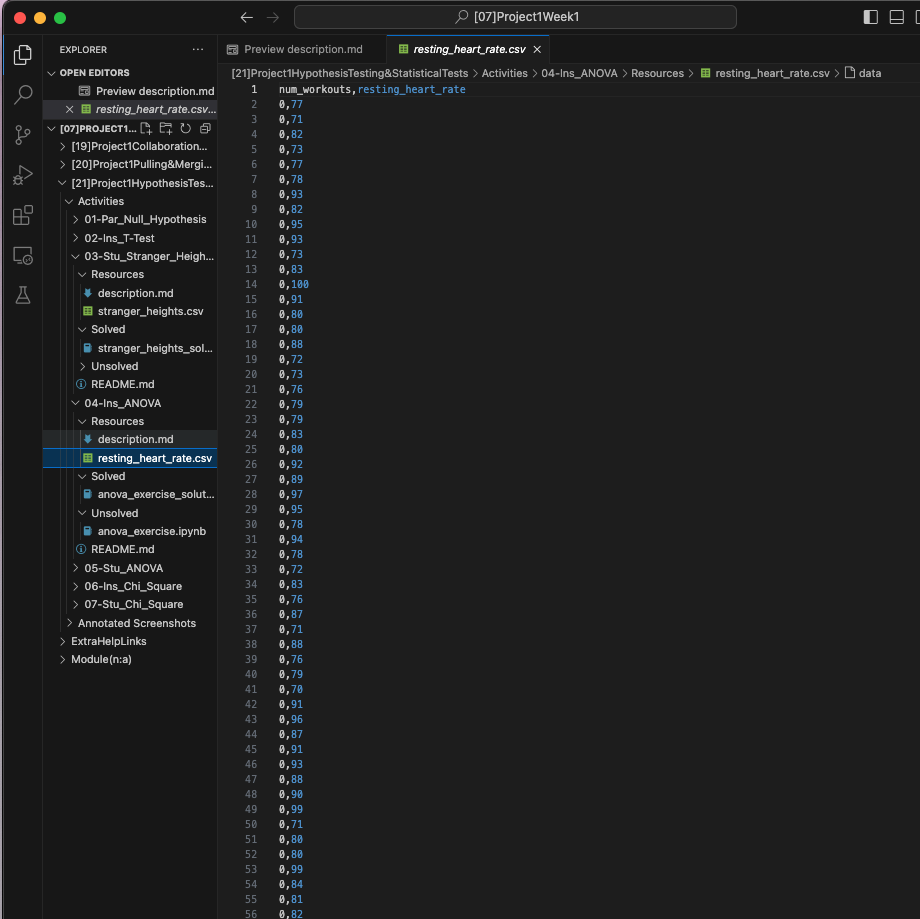 [07]Project1Week1
EXPLORER
OPEN EDITORS
Preview description.md
resting_heart_rate.csv...
[07]PROJECT1...
[19]Project1Collaboration...
[20]Project1Pulling&Mergi...
[21]Project1HypothesisTes...
Activities
01-Par_Null_Hypothesis
02-Ins_T-Test
03-Stu_Stranger_Heigh...
Resources
description.md
stranger_heights.csv
Solved
stranger_heights_sol...
Unsolved
README.md
04-Ins_ANOVA
Resources
description.md
resting_heart_rate.csv
Solved
anova_exercise_solut...
Unsolved
anova_exercise.ipynb
README.md
05-Stu_ANOVA
06-Ins_Chi_Square
07-Stu_Chi_Square
Annotated Screenshots
ExtraHelpLinks
Module(n:a)
Preview description.md
resting_heart_rate.csv
[21]Project1HypothesisTesting&StatisticalTests > Activities > 04-Ins_ANOVA > Resources > resting_heart_rate.csv > data
1 num_workouts,resting_heart_rate
2 0,77
3 0,71
4 0,82
5 0,73
6 0,77
7 0,78
8 0,93
9 0,82
10 0,95
11 0,93
12 0,73
13 0,83
14 0,100
15 0,91
16 0,80
17 0,80
18 0,88
19 0,72
20 0,73
21 0,76
22 0,79
23 0,79
24 0,83
25 0,80
26 0,92
27 0,89
28 0,97
29 0,95
30 0,78
31 0,94
32 0,78
33 0,72
34 0,83
35 0,76
36 0,87
37 0,71
38 0,88
39 0,76
40 0,79
41 0,70
42 0,91
43 0,96
44 0,87
45 0,91
46 0,93
47 0,88
48 0,90
49 0,99
50 0,71
51 0,80
52 0,80
53 0,99
54 0,84
55 0,81
56 0,82